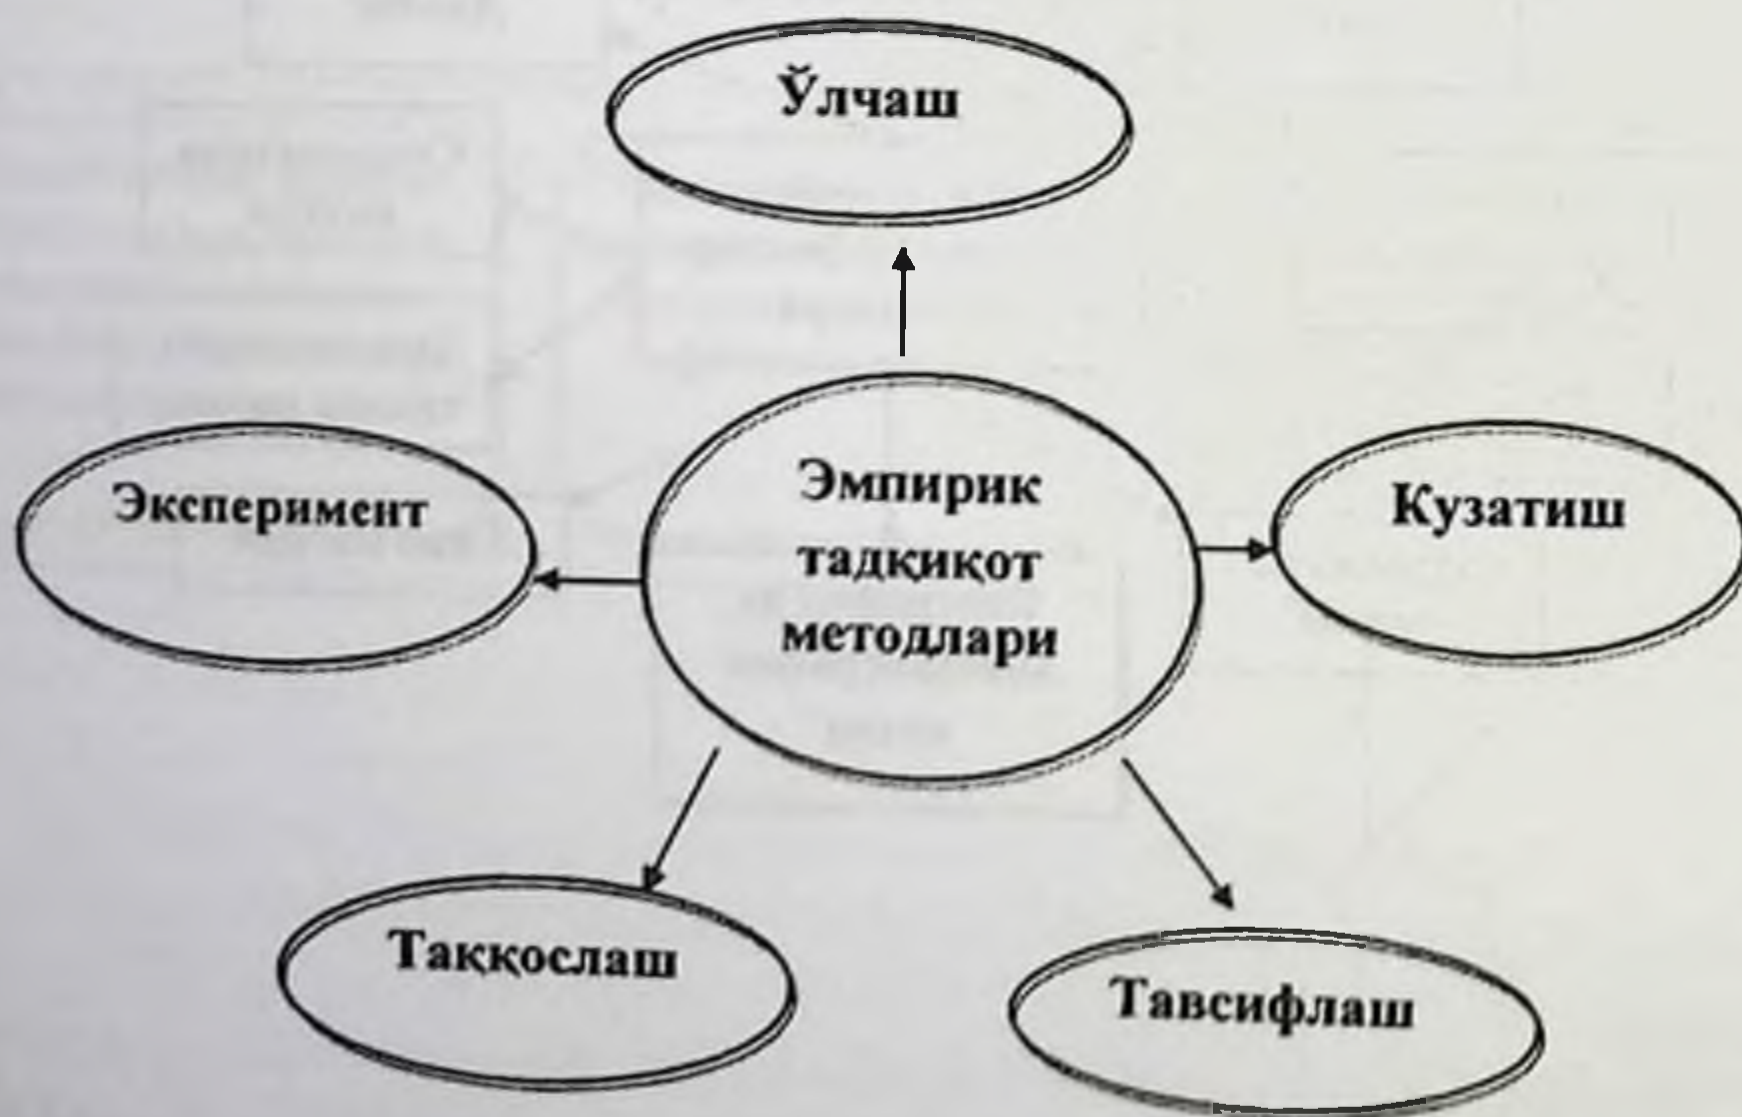 Ўлчаш
Эксперимент
Эмпирик
тадқиқот
методлари
Кузатиш
Таққослаш
Тавсифлаш